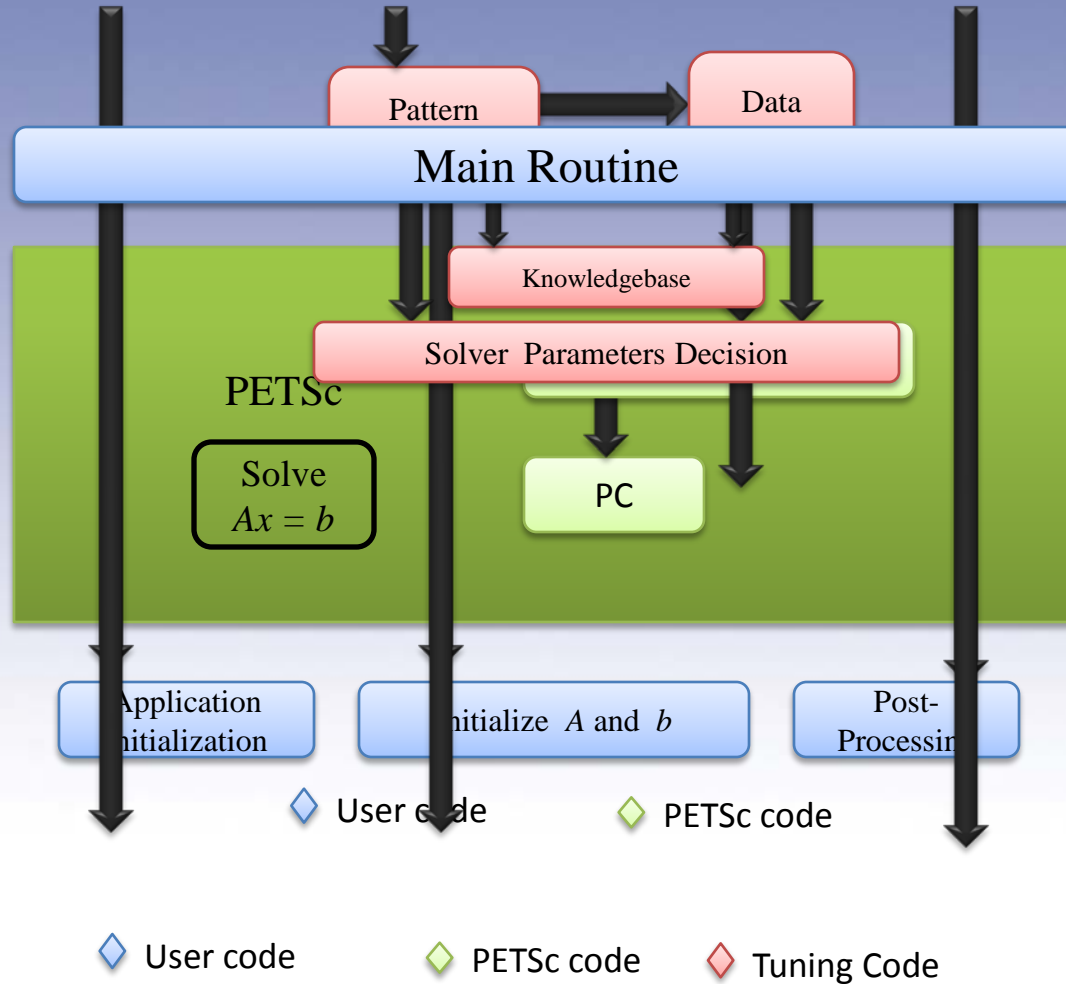 Pattern
Data
Main Routine
Knowledgebase
Solver Parameters Decision
PETSc
Solve
Ax = b
PC
Application
nitialization
nitialize A and b
Post-
Processin
User code
PETSc code
User code
PETSc code
Tuning Code